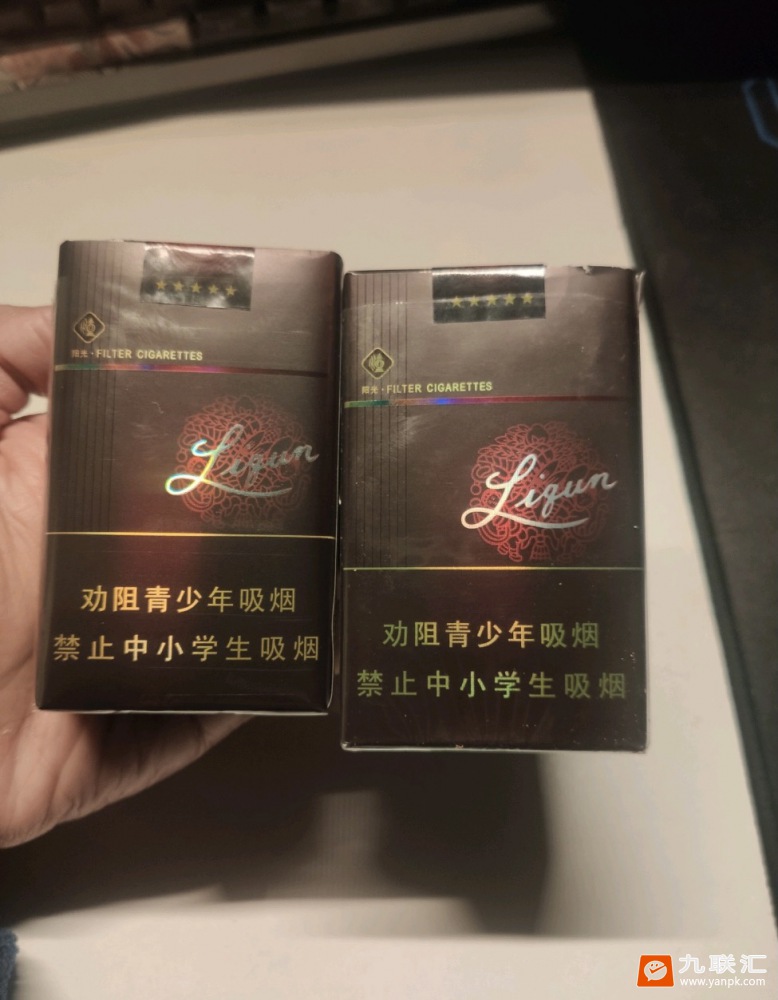 ★★★★★
阳光·FILTER CIGARETTES
Liqun
劝阻青少年吸烟
禁止中小学生吸烟
★★★★★
阳光·FILTER CIGARETTES
Liqun
劝阻青少年吸烟
禁止中小学生吸烟
九联汇
www.yanpk.com